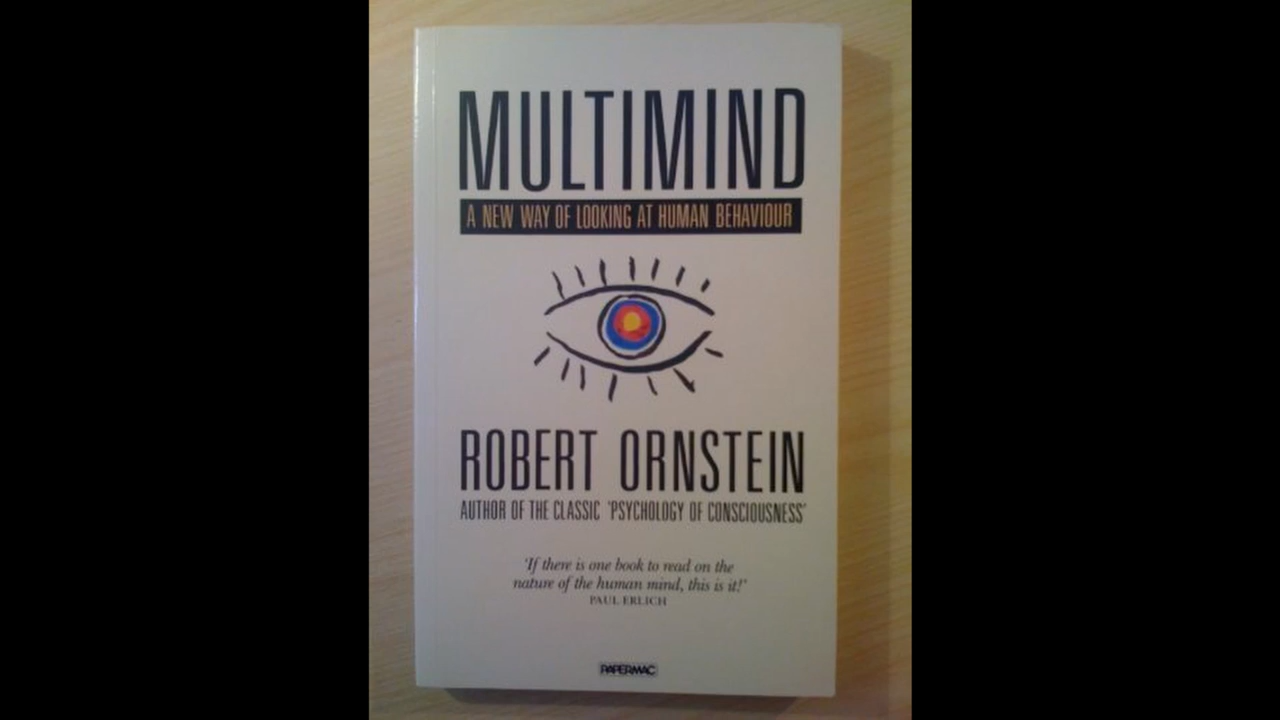 MULTIMIND
A NEW WAY OF LOOKING AT HUMAN BEHAVIOUR
ROBERT ORNSTEIN
AUTHOR OF THE CLASSIC 'PSYCHOLOGY OF CONSCIOUSNESS'
'If there is one book to read on the
nature of the human mind, this is it!'
PAUL ERLICH
PAPERMAC